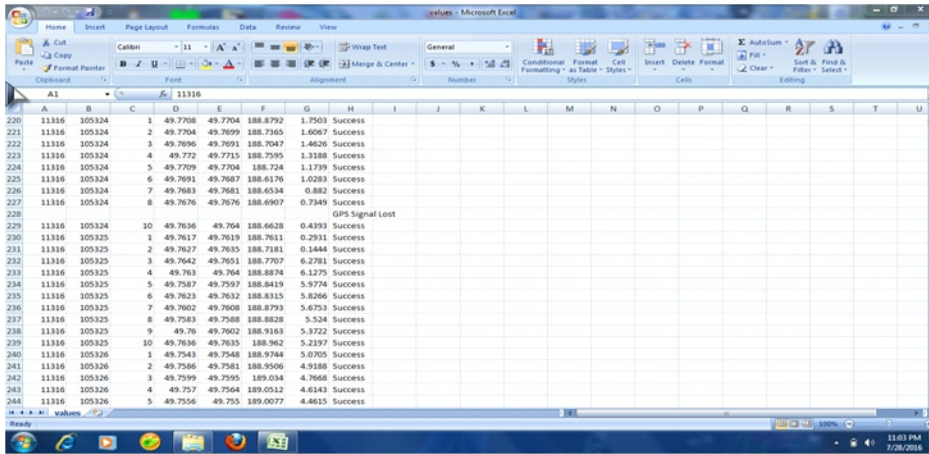 values - Microsoft Excel
Home Insert Page Layout Formulas Data Review View
Cut
Copy
Format Painter
Paste
Calibri 11
Wrap Text
Merge & Center
General
Conditional Formatting
Format as Table
Cell Styles
Insert Delete Format
AutoSum
Fill
Clear
Sort & Filter
Find & Select
Clipboard Font Alignment Number Styles Cells Editing
A1 fx 11316
A B C D E F G H I J K L M N O P Q R S T U
220 11316 105324 1 49.7708 49.7704 188.8792 1.7503 Success
221 11316 105324 2 49.7704 49.7699 188.7365 1.6067 Success
222 11316 105324 3 49.7696 49.7691 188.7047 1.4626 Success
223 11316 105324 4 49.772 49.7715 188.7595 1.3188 Success
224 11316 105324 5 49.7709 49.7704 188.724 1.1739 Success
225 11316 105324 6 49.7691 49.7687 188.6176 1.0283 Success
226 11316 105324 7 49.7683 49.7681 188.6534 0.882 Success
227 11316 105324 8 49.7676 49.7676 188.6907 0.7349 Success
228 GPS Signal Lost
229 11316 105324 10 49.7636 49.764 188.6628 0.4393 Success
230 11316 105325 1 49.7617 49.7619 188.7611 0.2931 Success
231 11316 105325 2 49.7627 49.7635 188.7181 0.1444 Success
232 11316 105325 3 49.7642 49.7651 188.7707 6.2781 Success
233 11316 105325 4 49.763 49.764 188.8874 6.1275 Success
234 11316 105325 5 49.7587 49.7597 188.8419 5.9774 Success
235 11316 105325 6 49.7623 49.7632 188.8315 5.8266 Success
236 11316 105325 7 49.7602 49.7608 188.8793 5.6753 Success
237 11316 105325 8 49.7583 49.7588 188.8828 5.524 Success
238 11316 105325 9 49.76 49.7602 188.9163 5.3722 Success
239 11316 105325 10 49.7636 49.7635 188.962 5.2197 Success
240 11316 105326 1 49.7543 49.7548 188.9744 5.0705 Success
241 11316 105326 2 49.7586 49.7581 188.9506 4.9188 Success
242 11316 105326 3 49.7599 49.7595 189.034 4.7668 Success
243 11316 105326 4 49.757 49.7564 189.0512 4.6143 Success
244 11316 105326 5 49.7556 49.755 189.0077 4.4615 Success
values
Ready 100%
11:03 PM
7/28/2016